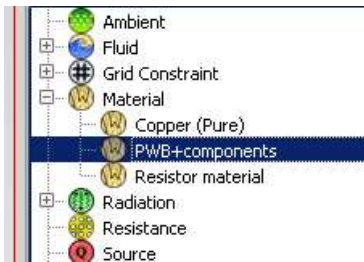 Ambient
Fluid
Grid Constraint
Material
Copper (Pure)
PWB+components
Resistor material
Radiation
Resistance
Source